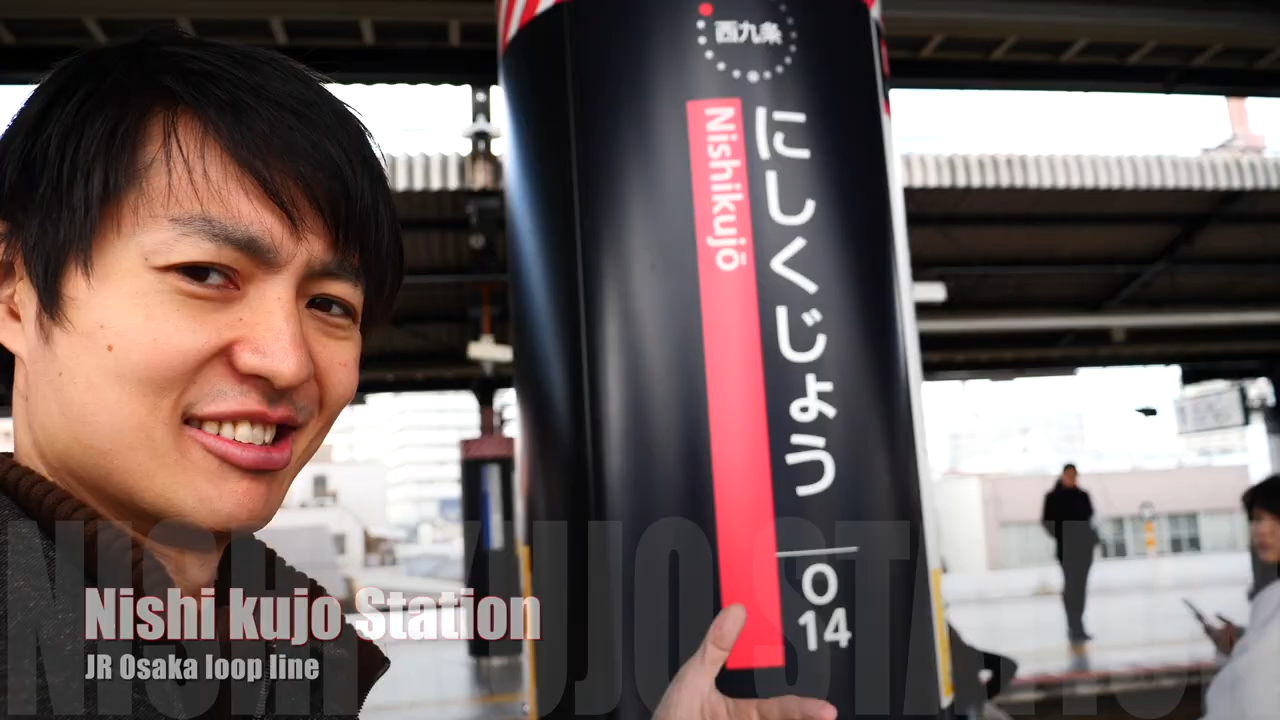 西九条
にしくじょう
Nishikujō
O
14
NISHI KUJO STATION
Nishi kujo Station
JR Osaka loop line